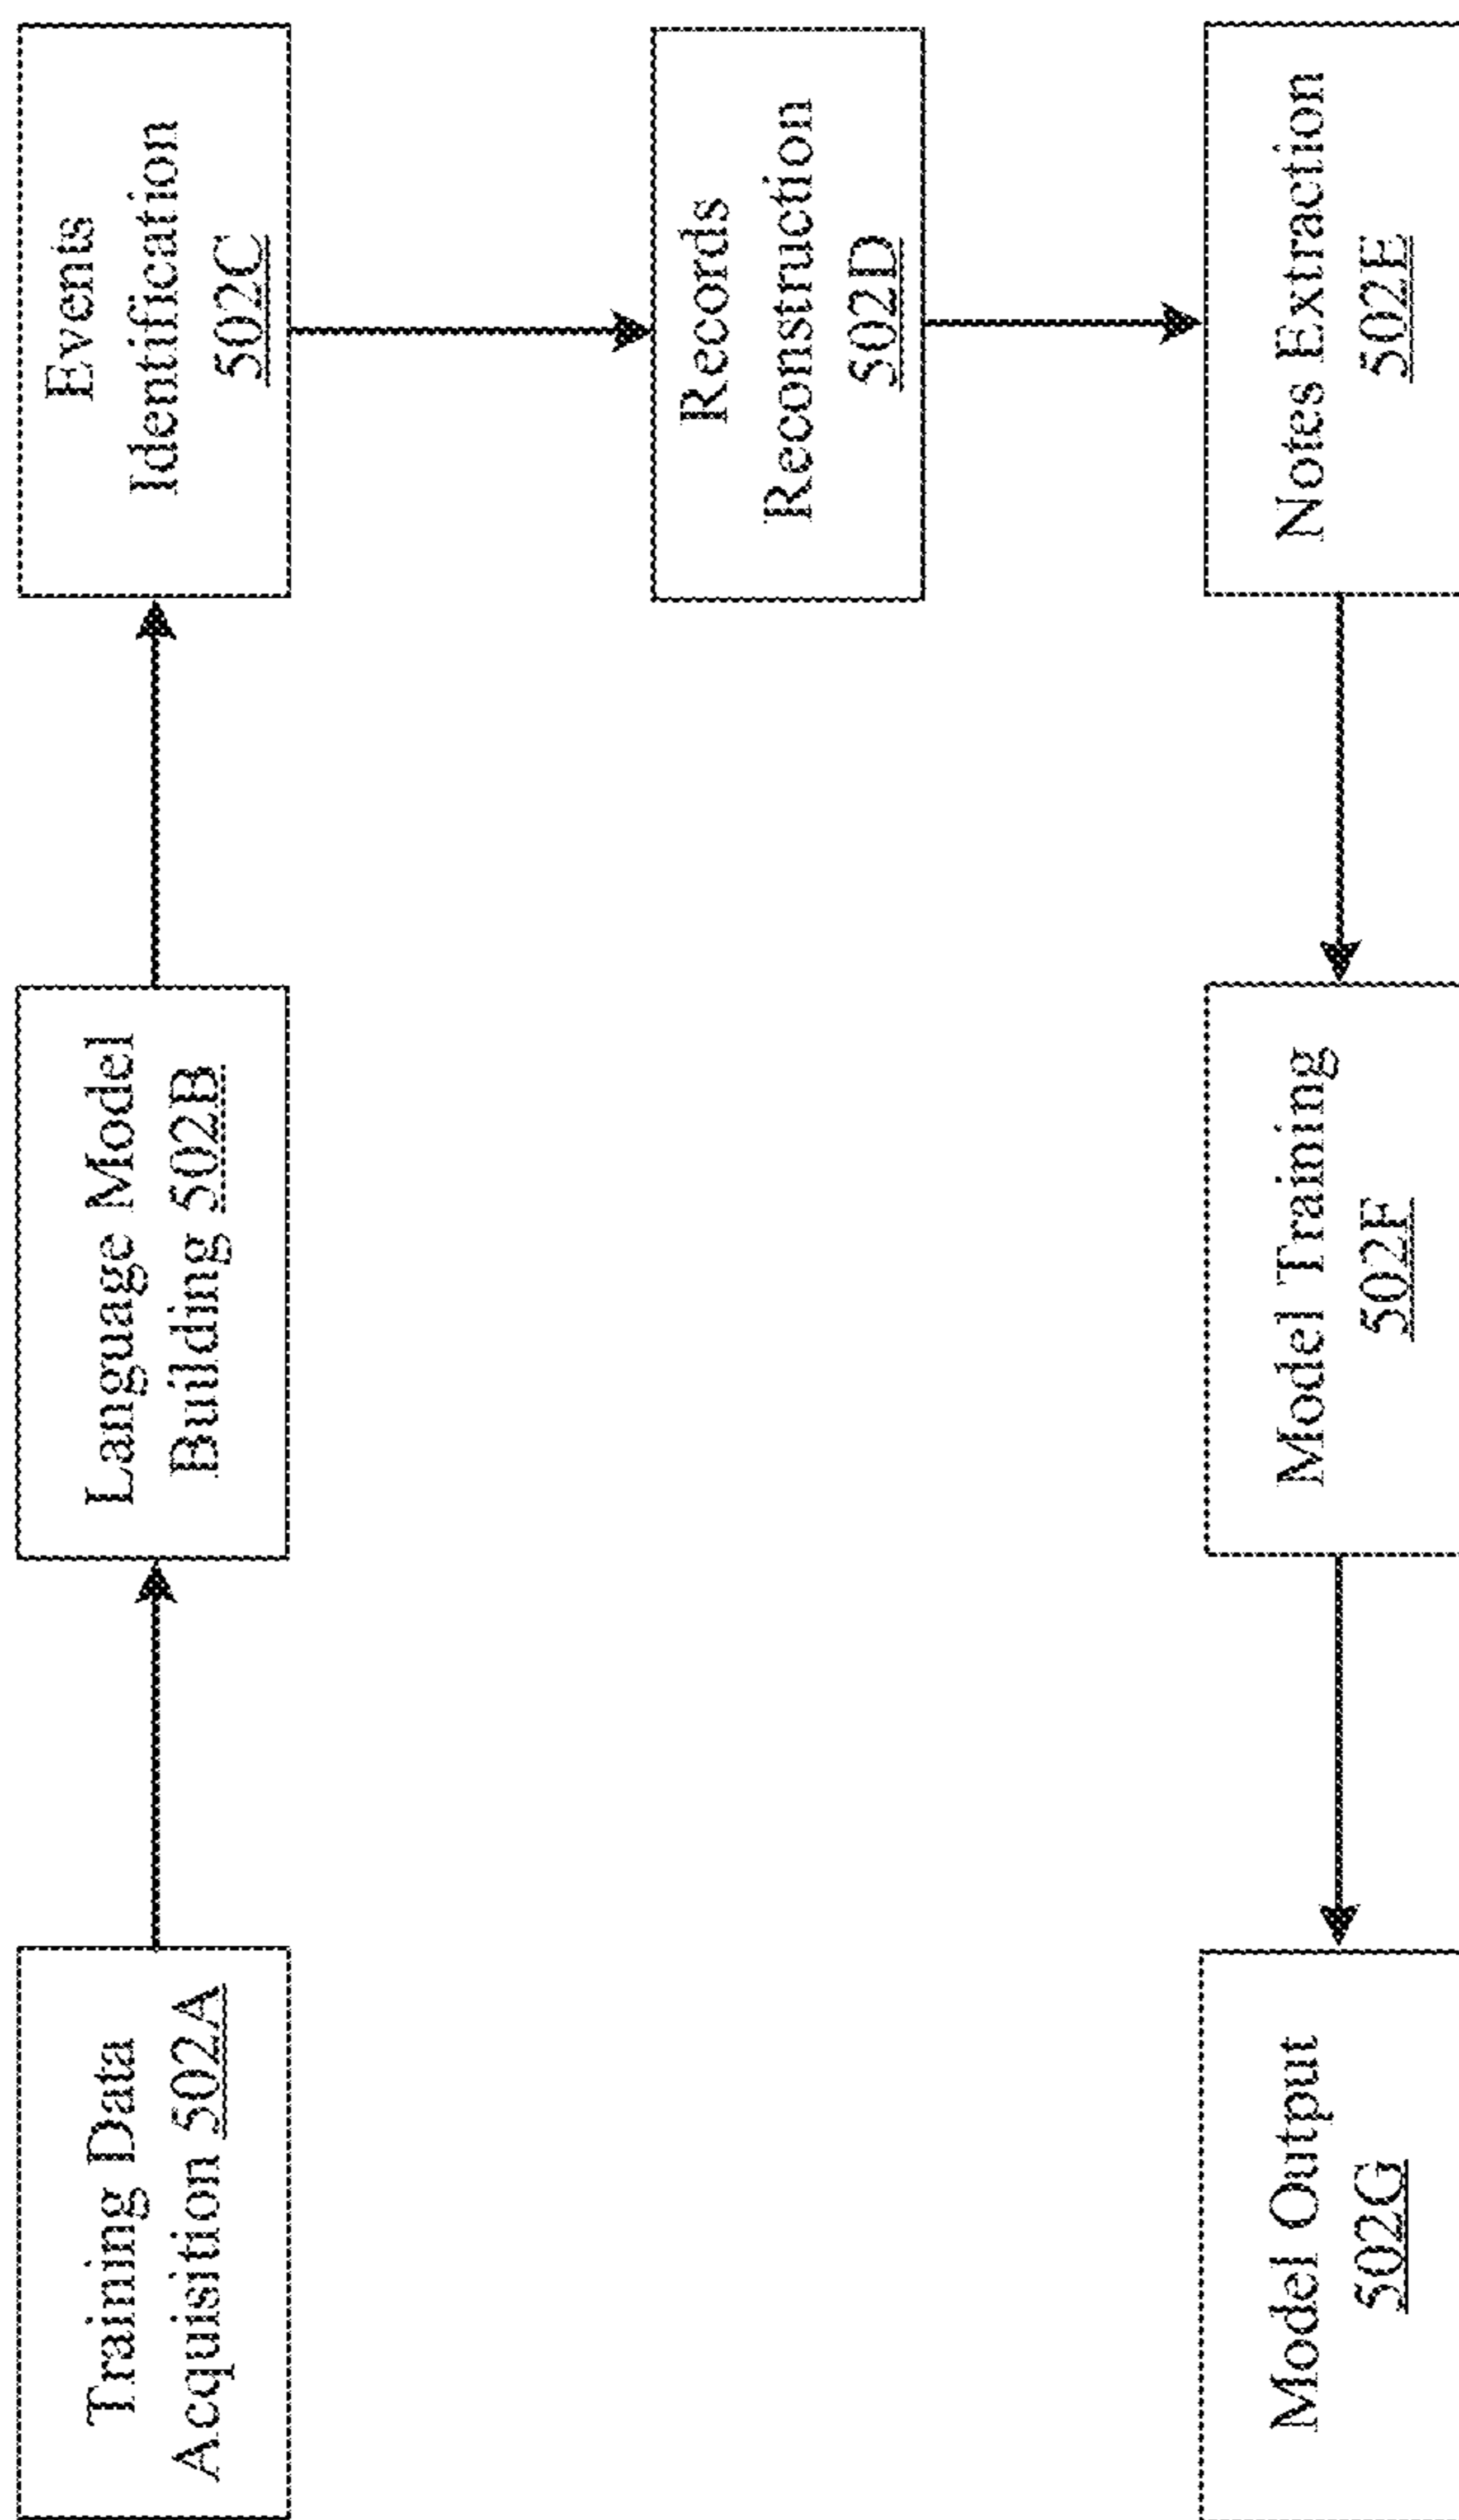 Training Data
Acquisition 502A
Language Model
Building 502B
Events
Identification
502C
Records
Reconstruction
502D
Notes Extraction
502E
Model Training
502F
Model Output
502G